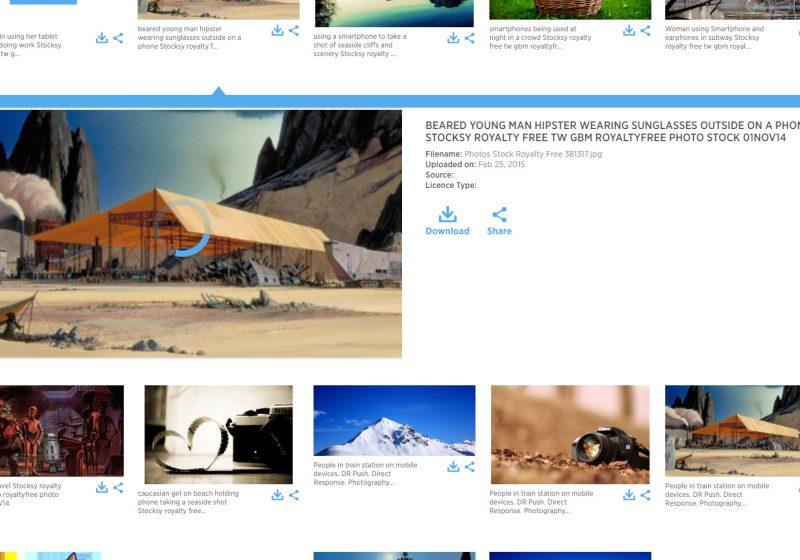 in using her tablet
doing work Stocksy
tw g...
beared young man hipster
wearing sunglasses outside on a
phone Stocksy royalty f...
using a smartphone to take a
shot of seaside cliffs and
scenery Stocksy royalty ...
smartphones being used at
night in a crowd Stocksy royalty
free tw gbm royaltyfr...
Woman using Smartphone and
earphones in subway Stocksy
royalty free tw gbm royal...
BEARED YOUNG MAN HIPSTER WEARING SUNGLASSES OUTSIDE ON A PHON
STOCKSY ROYALTY FREE TW GBM ROYALTYFREE PHOTO STOCK 01NOV14
Filename: Photos Stock Royalty Free 381317.jpg
Uploaded on: Feb 25, 2015
Source:
Licence Type:
Download Share
avel Stocksy royalty
n royaltyfree photo
V14
caucasian girl on beach holding
phone taking a seaside shot
Stocksy royalty free...
People in train station on mobile
devices. DR Push. Direct
Response. Photography...
People in train station on mobile
devices. DR Push. Direct
Response. Photography...
People in train station on mobile
devices. DR Push. Direct
Response. Photography...